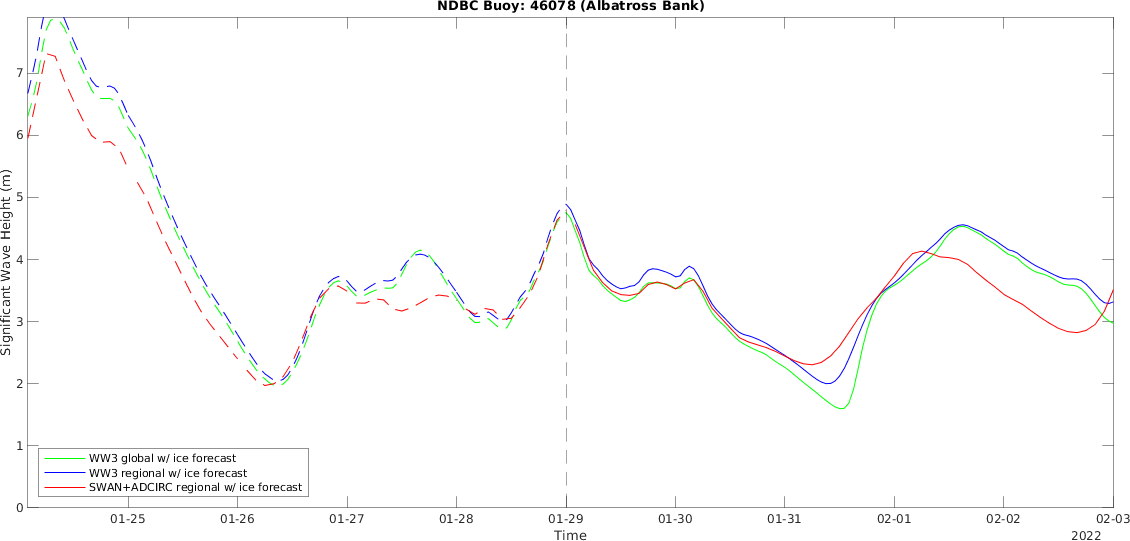 NDBC Buoy: 46078 (Albatross Bank)
Significant Wave Height (m)
7
6
5
4
3
2
1
0
WW3 global w/ ice forecast
WW3 regional w/ ice forecast
SWAN+ADCIRC regional w/ ice forecast
01-25 01-26 01-27 01-28 01-29 01-30 01-31 02-01 02-02 02-03
Time
2022